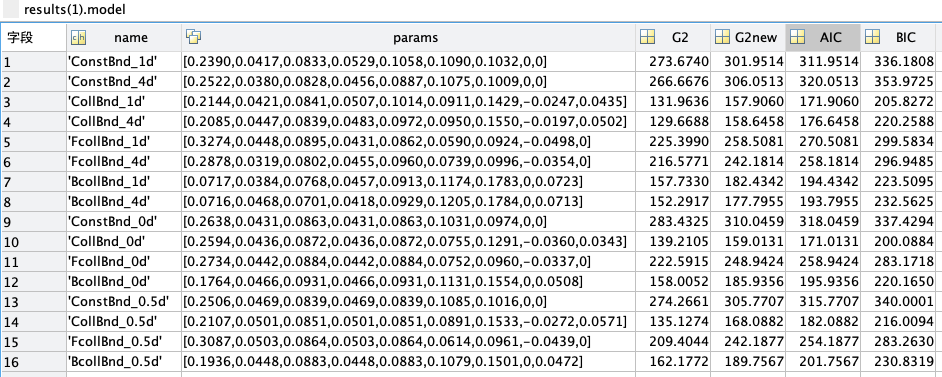 results(1).model
字段 name params G2 G2new AIC BIC
1 'ConstBnd_1d' [0.2390,0.0417,0.0833,0.0529,0.1058,0.1090,0.1032,0,0] 273.6740 301.9514 311.9514 336.1808
2 'ConstBnd_4d' [0.2522,0.0380,0.0828,0.0456,0.0887,0.1075,0.1009,0,0] 266.6676 306.0513 320.0513 353.9725
3 'CollBnd_1d' [0.2144,0.0421,0.0841,0.0507,0.1014,0.0911,0.1429,-0.0247,0.0435] 131.9636 157.9060 171.9060 205.8272
4 'CollBnd_4d' [0.2085,0.0447,0.0839,0.0483,0.0972,0.0950,0.1550,-0.0197,0.0502] 129.6688 158.6458 176.6458 220.2588
5 'FcollBnd_1d' [0.3274,0.0448,0.0895,0.0431,0.0862,0.0590,0.0924,-0.0498,0] 225.3990 258.5081 270.5081 299.5834
6 'FcollBnd_4d' [0.2878,0.0319,0.0802,0.0455,0.0960,0.0739,0.0996,-0.0354,0] 216.5771 242.1814 258.1814 296.9485
7 'BcollBnd_1d' [0.0717,0.0384,0.0768,0.0457,0.0913,0.1174,0.1783,0,0.0723] 157.7330 182.4342 194.4342 223.5095
8 'BcollBnd_4d' [0.0716,0.0468,0.0701,0.0418,0.0929,0.1205,0.1784,0,0.0713] 152.2917 177.7955 193.7955 232.5625
9 'ConstBnd_0d' [0.2638,0.0431,0.0863,0.0431,0.0863,0.1031,0.0974,0,0] 283.4325 310.0459 318.0459 337.4294
10 'CollBnd_0d' [0.2594,0.0436,0.0872,0.0436,0.0872,0.0755,0.1291,-0.0360,0.0343] 139.2105 159.0131 171.0131 200.0884
11 'FcollBnd_0d' [0.2734,0.0442,0.0884,0.0442,0.0884,0.0752,0.0960,-0.0337,0] 222.5915 248.9424 258.9424 283.1718
12 'BcollBnd_0d' [0.1764,0.0466,0.0931,0.0466,0.0931,0.1131,0.1554,0,0.0508] 158.0052 185.9356 195.9356 220.1650
13 'ConstBnd_0.5d' [0.2506,0.0469,0.0839,0.0469,0.0839,0.1085,0.1016,0,0] 274.2661 305.7707 315.7707 340.0001
14 'CollBnd_0.5d' [0.2107,0.0501,0.0851,0.0501,0.0851,0.0891,0.1533,-0.0272,0.0571] 135.1274 168.0882 182.0882 216.0094
15 'FcollBnd_0.5d' [0.3087,0.0503,0.0864,0.0503,0.0864,0.0614,0.0961,-0.0439,0] 209.4044 242.1877 254.1877 283.2630
16 'BcollBnd_0.5d' [0.1936,0.0448,0.0883,0.0448,0.0883,0.1079,0.1501,0,0.0472] 162.1772 189.7567 201.7567 230.8319